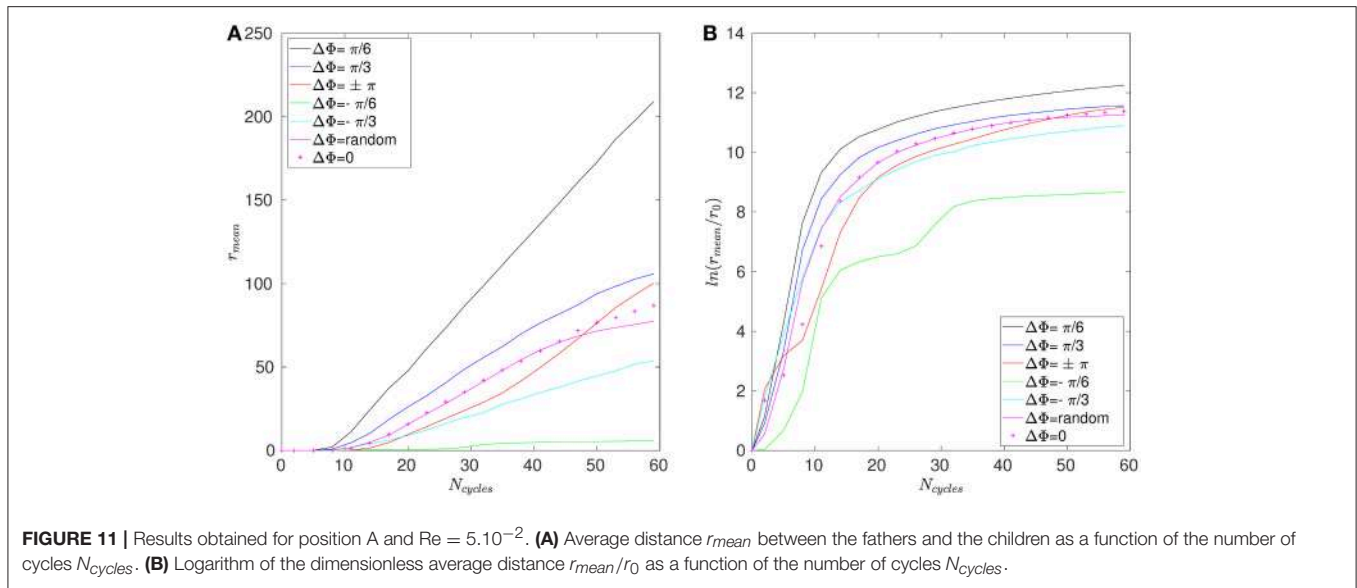 A
250
200
150
100
50
0
r_mean
ΔΦ= π/6
ΔΦ= π/3
ΔΦ= ± π
ΔΦ=- π/6
ΔΦ=- π/3
ΔΦ=random
ΔΦ=0
0 10 20 30 40 50 60
N_cycles
B
14
12
10
8
6
4
2
0
ln(r_mean/r_0)
ΔΦ= π/6
ΔΦ= π/3
ΔΦ= ± π
ΔΦ=- π/6
ΔΦ=- π/3
ΔΦ=random
ΔΦ=0
0 10 20 30 40 50 60
N_cycles
FIGURE 11 | Results obtained for position A and Re = 5.10⁻². (A) Average distance r_mean between the fathers and the children as a function of the number of
cycles N_cycles. (B) Logarithm of the dimensionless average distance r_mean/r_0 as a function of the number of cycles N_cycles.